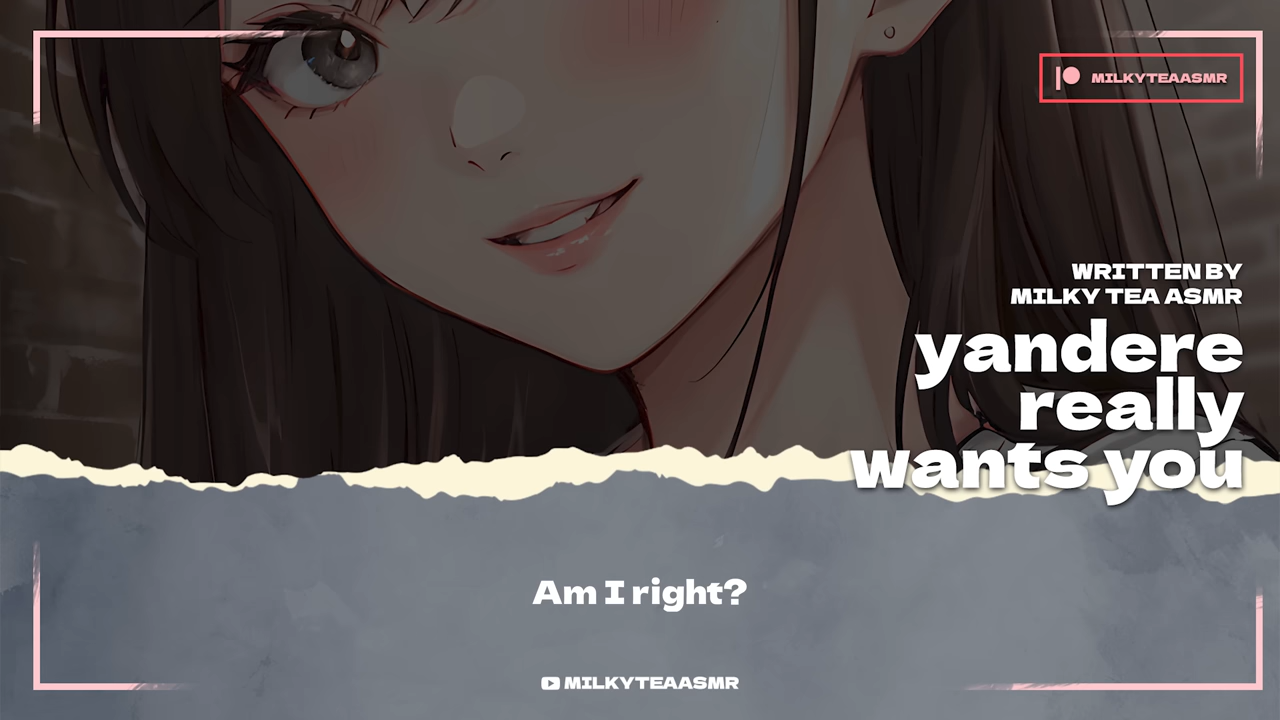 MILKYTEAASMR
WRITTEN BY
MILKY TEA ASMR
yandere
really
wants you
Am I right?
MILKYTEAASMR